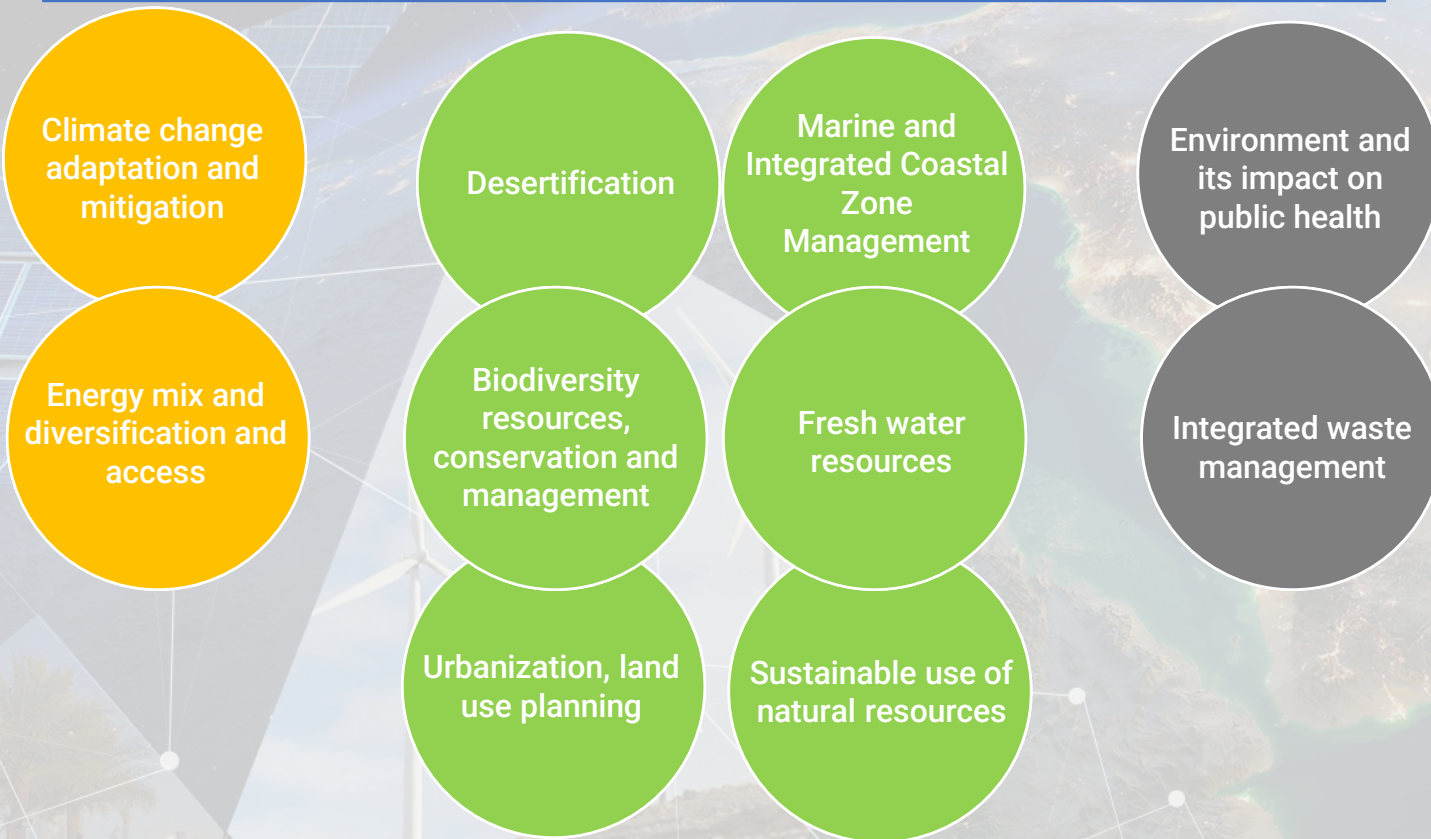 Climate change
adaptation and
mitigation
Energy mix and
diversification and
access
Desertification
Biodiversity
resources,
conservation and
management
Urbanization, land
use planning
Marine and
Integrated Coastal
Zone
Management
Fresh water
resources
Sustainable use of
natural resources
Environment and
its impact on
public health
Integrated waste
management